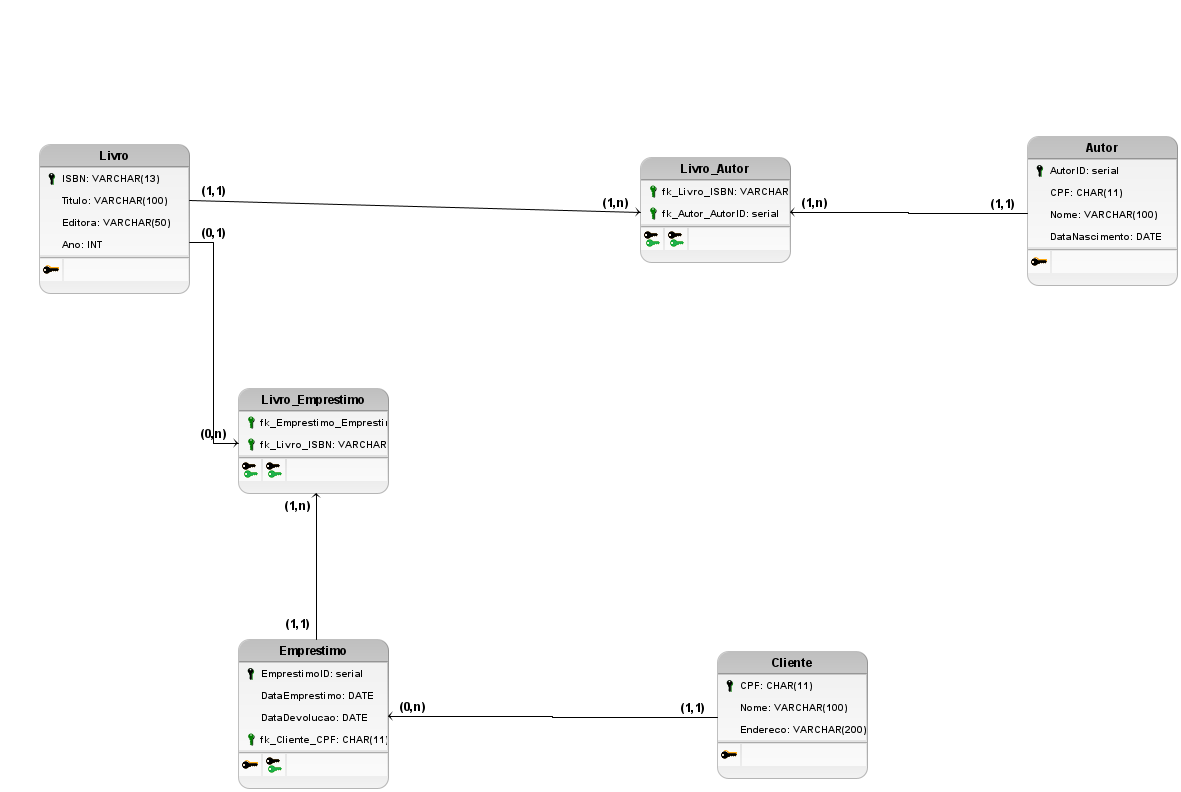 Livro
ISBN: VARCHAR(13)
Titulo: VARCHAR(100)
Editora: VARCHAR(50)
Ano: INT
(1,1)
(0,1)
Livro_Autor
fk_Livro_ISBN: VARCHAR
fk_Autor_AutorID: serial
(1,n)
(1,n)
(1,1)
Autor
AutorID: serial
CPF: CHAR(11)
Nome: VARCHAR(100)
DataNascimento: DATE
Livro_Emprestimo
fk_Emprestimo_Empresti
fk_Livro_ISBN: VARCHAR
(0,n)
(1,n)
(1,1)
Emprestimo
EmprestimoID: serial
DataEmprestimo: DATE
DataDevolucao: DATE
fk_Cliente_CPF: CHAR(11)
(0,n)
(1,1)
Cliente
CPF: CHAR(11)
Nome: VARCHAR(100)
Endereco: VARCHAR(200)